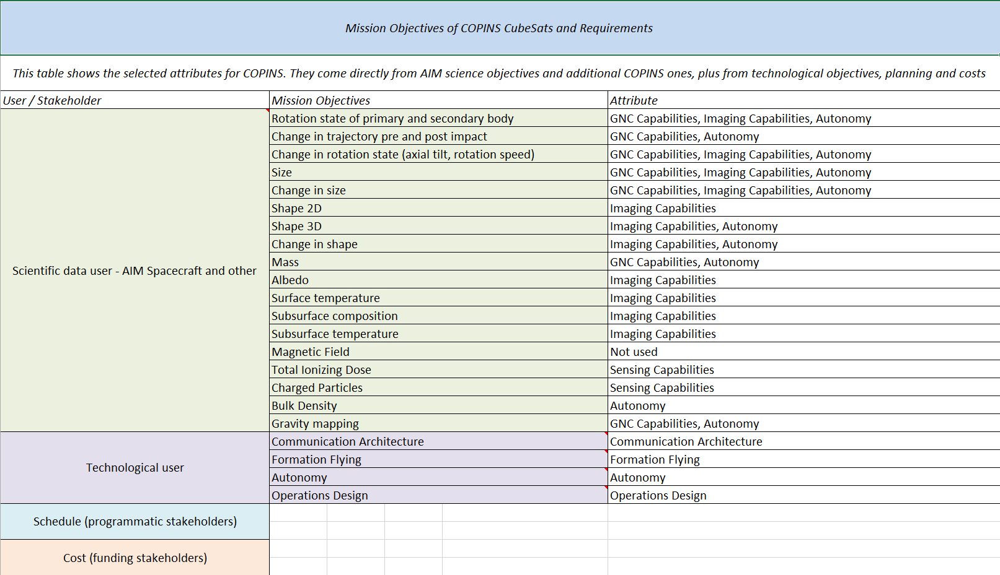 Mission Objectives of COPINS CubeSats and Requirements
This table shows the selected attributes for COPINS. They come directly from AIM science objectives and additional COPINS ones, plus from technological objectives, planning and costs
User / Stakeholder Mission Objectives Attribute
Scientific data user - AIM Spacecraft and other
Rotation state of primary and secondary body GNC Capabilities, Imaging Capabilities, Autonomy
Change in trajectory pre and post impact GNC Capabilities, Autonomy
Change in rotation state (axial tilt, rotation speed) GNC Capabilities, Imaging Capabilities, Autonomy
Size GNC Capabilities, Imaging Capabilities, Autonomy
Change in size GNC Capabilities, Imaging Capabilities, Autonomy
Shape 2D Imaging Capabilities
Shape 3D Imaging Capabilities, Autonomy
Change in shape Imaging Capabilities, Autonomy
Mass GNC Capabilities, Autonomy
Albedo Imaging Capabilities
Surface temperature Imaging Capabilities
Subsurface composition Imaging Capabilities
Subsurface temperature Imaging Capabilities
Magnetic Field Not used
Total Ionizing Dose Sensing Capabilities
Charged Particles Sensing Capabilities
Bulk Density Autonomy
Gravity mapping GNC Capabilities, Autonomy
Technological user
Communication Architecture Communication Architecture
Formation Flying Formation Flying
Autonomy Autonomy
Operations Design Operations Design
Schedule (programmatic stakeholders)
Cost (funding stakeholders)